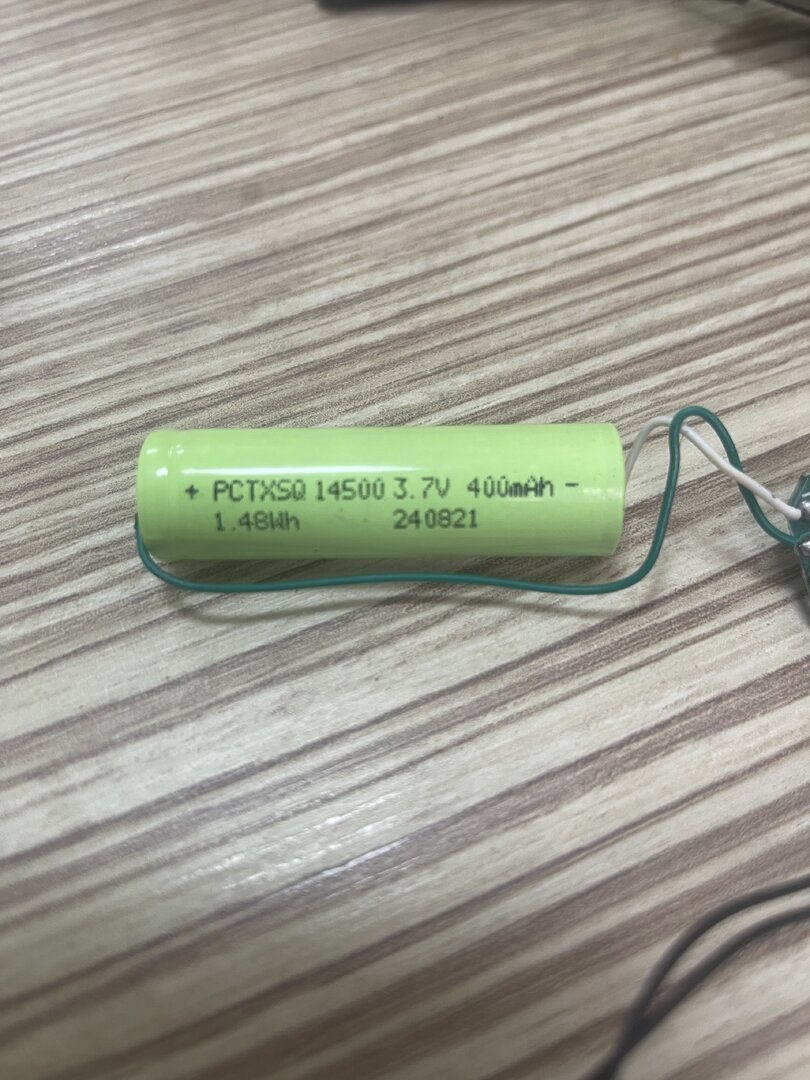 + PCTXSQ 14500 3.7V 400mAh -
1.48Wh 240821